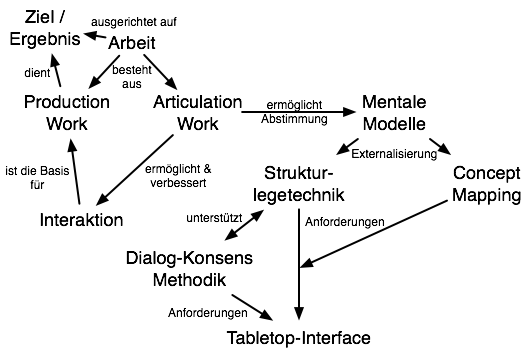 Ziel /
Ergebnis
ausgerichtet auf
Arbeit
dient
besteht
aus
Production
Work
Articulation
Work
ermöglicht
Abstimmung
Mentale
Modelle
Externalisierung
ist die Basis
für
ermöglicht &
verbessert
Struktur-
legetechnik
Concept
Mapping
Interaktion
unterstützt
Anforderungen
Dialog-Konsens
Methodik
Anforderungen
Tabletop-Interface